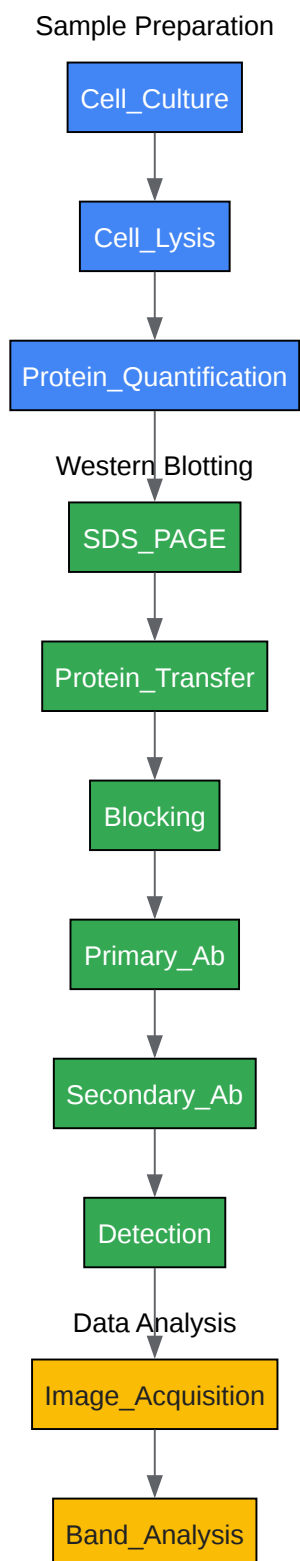 Sample Preparation
Cell_Culture
Cell_Lysis
Protein_Quantification
Western Blotting
SDS_PAGE
Protein_Transfer
Blocking
Primary_Ab
Secondary_Ab
Detection
Data Analysis
Image_Acquisition
Band_Analysis